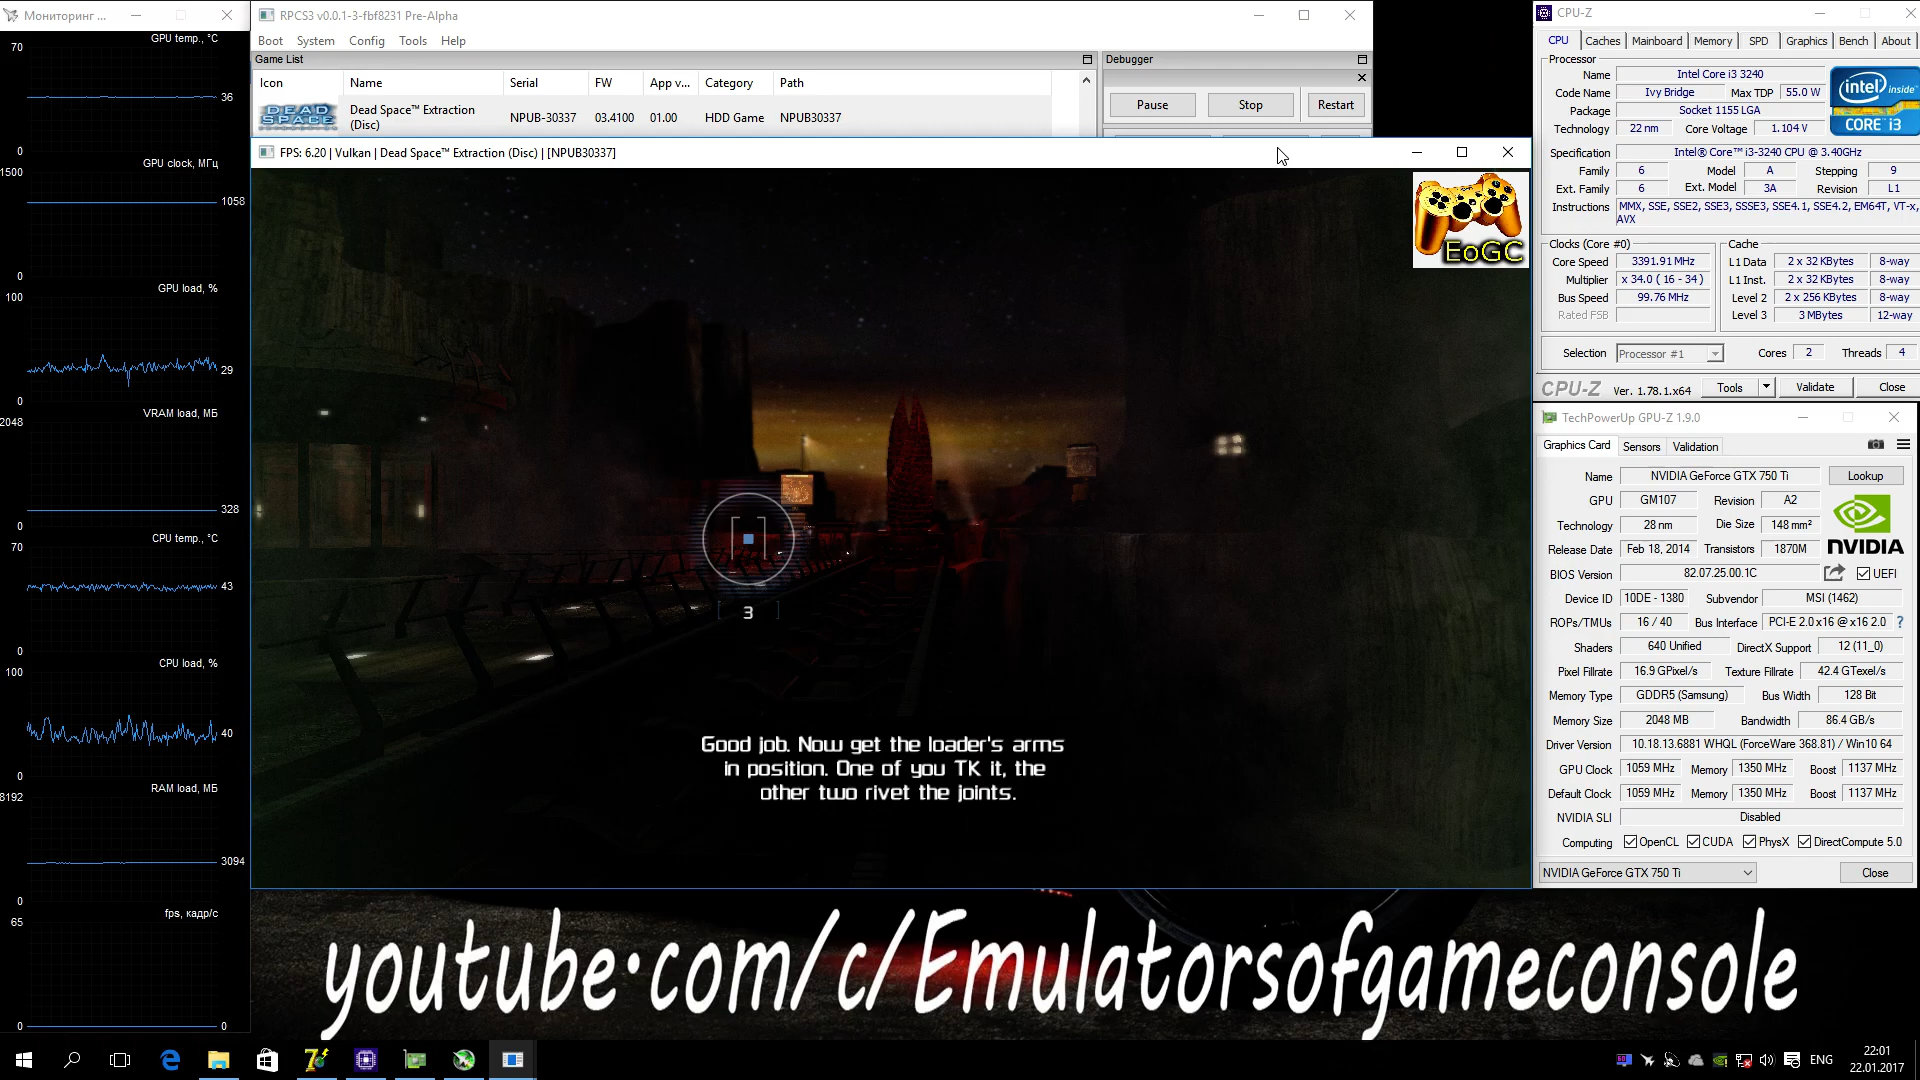 Мониторинг ...
GPU temp., °C
70
36
0
GPU clock, МГц
1500
1058
0
GPU load, %
100
29
0
VRAM load, МБ
2048
328
0
CPU temp., °C
70
43
0
CPU load, %
100
40
0
RAM load, МБ
8192
3094
0
fps, кадр/с
65
0
0
RPCS3 v0.0.1-3-fbf8231 Pre-Alpha
Boot System Config Tools Help
Game List
Icon Name Serial FW App v... Category Path
DEAD SPACE
Dead Space™ Extraction (Disc)
NPUB-30337 03.4100 01.00 HDD Game NPUB30337
Debugger
Pause Stop Restart
FPS: 6.20 | Vulkan | Dead Space™ Extraction (Disc) | [NPUB30337]
EoGC
3
Good job. Now get the loader's arms
in position. One of you TK it, the
other two rivet the joints.
youtube.com/c/Emulatorsofgameconsole
CPU-Z
CPU Caches Mainboard Memory SPD Graphics Bench About
Processor
Name Intel Core i3 3240
Code Name Ivy Bridge Max TDP 55.0 W
Package Socket 1155 LGA
Technology 22 nm Core Voltage 1.104 V
intel inside™
CORE i3
Specification Intel® Core™ i3-3240 CPU @ 3.40GHz
Family 6 Model A Stepping 9
Ext. Family 6 Ext. Model 3A Revision L1
Instructions MMX, SSE, SSE2, SSE3, SSSE3, SSE4.1, SSE4.2, EM64T, VT-x,
AVX
Clocks (Core #0)
Core Speed 3391.91 MHz
Multiplier x 34.0 ( 16 - 34 )
Bus Speed 99.76 MHz
Rated FSB
Cache
L1 Data 2 x 32 KBytes 8-way
L1 Inst. 2 x 32 KBytes 8-way
Level 2 2 x 256 KBytes 8-way
Level 3 3 MBytes 12-way
Selection Processor #1 Cores 2 Threads 4
CPU-Z Ver. 1.78.1.x64 Tools Validate Close
TechPowerUp GPU-Z 1.9.0
Graphics Card Sensors Validation
Name NVIDIA GeForce GTX 750 Ti Lookup
GPU GM107 Revision A2
Technology 28 nm Die Size 148 mm²
Release Date Feb 18, 2014 Transistors 1870M
NVIDIA
BIOS Version 82.07.25.00.1C UEFI
Device ID 10DE - 1380 Subvendor MSI (1462)
ROPs/TMUs 16 / 40 Bus Interface PCI-E 2.0 x16 @ x16 2.0 ?
Shaders 640 Unified DirectX Support 12 (11_0)
Pixel Fillrate 16.9 GPixel/s Texture Fillrate 42.4 GTexel/s
Memory Type GDDR5 (Samsung) Bus Width 128 Bit
Memory Size 2048 MB Bandwidth 86.4 GB/s
Driver Version 10.18.13.6881 WHQL (ForceWare 368.81) / Win10 64
GPU Clock 1059 MHz Memory 1350 MHz Boost 1137 MHz
Default Clock 1059 MHz Memory 1350 MHz Boost 1137 MHz
NVIDIA SLI Disabled
Computing OpenCL CUDA PhysX DirectCompute 5.0
NVIDIA GeForce GTX 750 Ti Close
ENG
22:01
22.01.2017